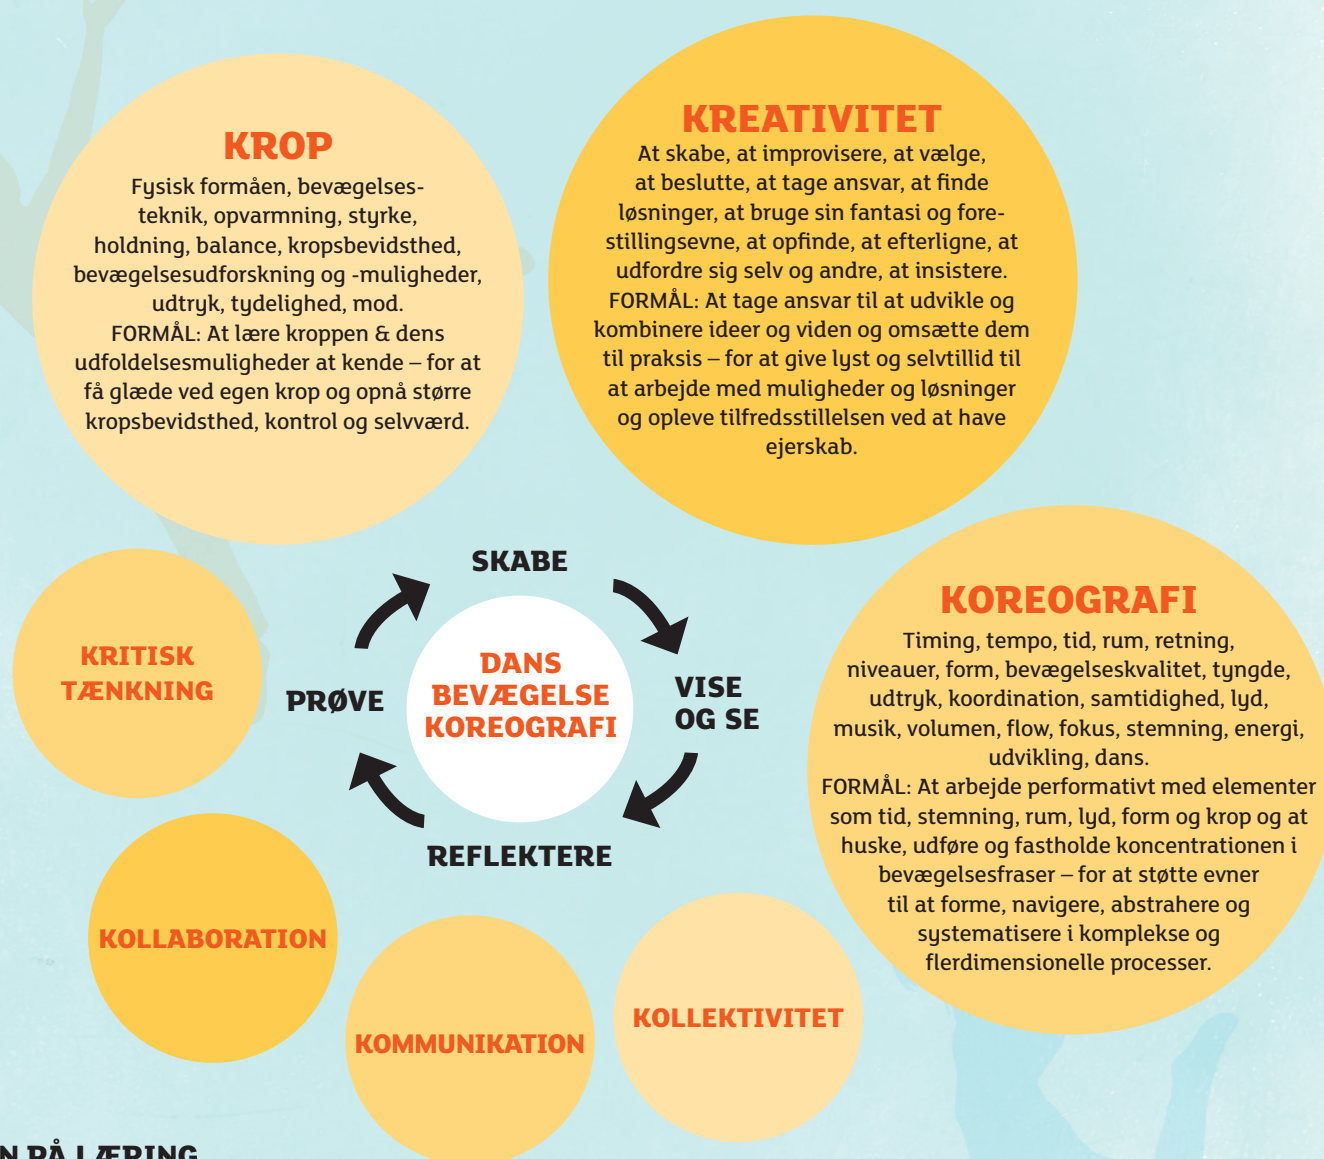 KROP
Fysisk formåen, bevægelses-
teknik, opvarmning, styrke,
holdning, balance, kropsbevidsthed,
bevægelsesudforskning og -muligheder,
udtryk, tydelighed, mod.
FORMÅL: At lære kroppen & dens
udfoldelsesmuligheder at kende – for at
få glæde ved egen krop og opnå større
kropsbevidsthed, kontrol og selvværd.
KREATIVITET
At skabe, at improvisere, at vælge,
at beslutte, at tage ansvar, at finde
løsninger, at bruge sin fantasi og fore-
stillingsevne, at opfinde, at efterligne, at
udfordre sig selv og andre, at insistere.
FORMÅL: At tage ansvar til at udvikle og
kombinere ideer og viden og omsætte dem
til praksis – for at give lyst og selvtillid til
at arbejde med muligheder og løsninger
og opleve tilfredsstillelsen ved at have
ejerskab.
KOREOGRAFI
Timing, tempo, tid, rum, retning,
niveauer, form, bevægelseskvalitet, tyngde,
udtryk, koordination, samtidighed, lyd,
musik, volumen, flow, fokus, stemning, energi,
udvikling, dans.
FORMÅL: At arbejde performativt med elementer
som tid, stemning, rum, lyd, form og krop og at
huske, udføre og fastholde koncentrationen i
bevægelsesfraser – for at støtte evner
til at forme, navigere, abstrahere og
systematisere i komplekse og
flerdimensionelle processer.
SKABE
VISE
OG SE
REFLEKTERE
PRØVE
DANS
BEVÆGELSE
KOREOGRAFI
KRITISK
TÆNKNING
KOLLABORATION
KOMMUNIKATION
KOLLEKTIVITET
PÅ LÆRING